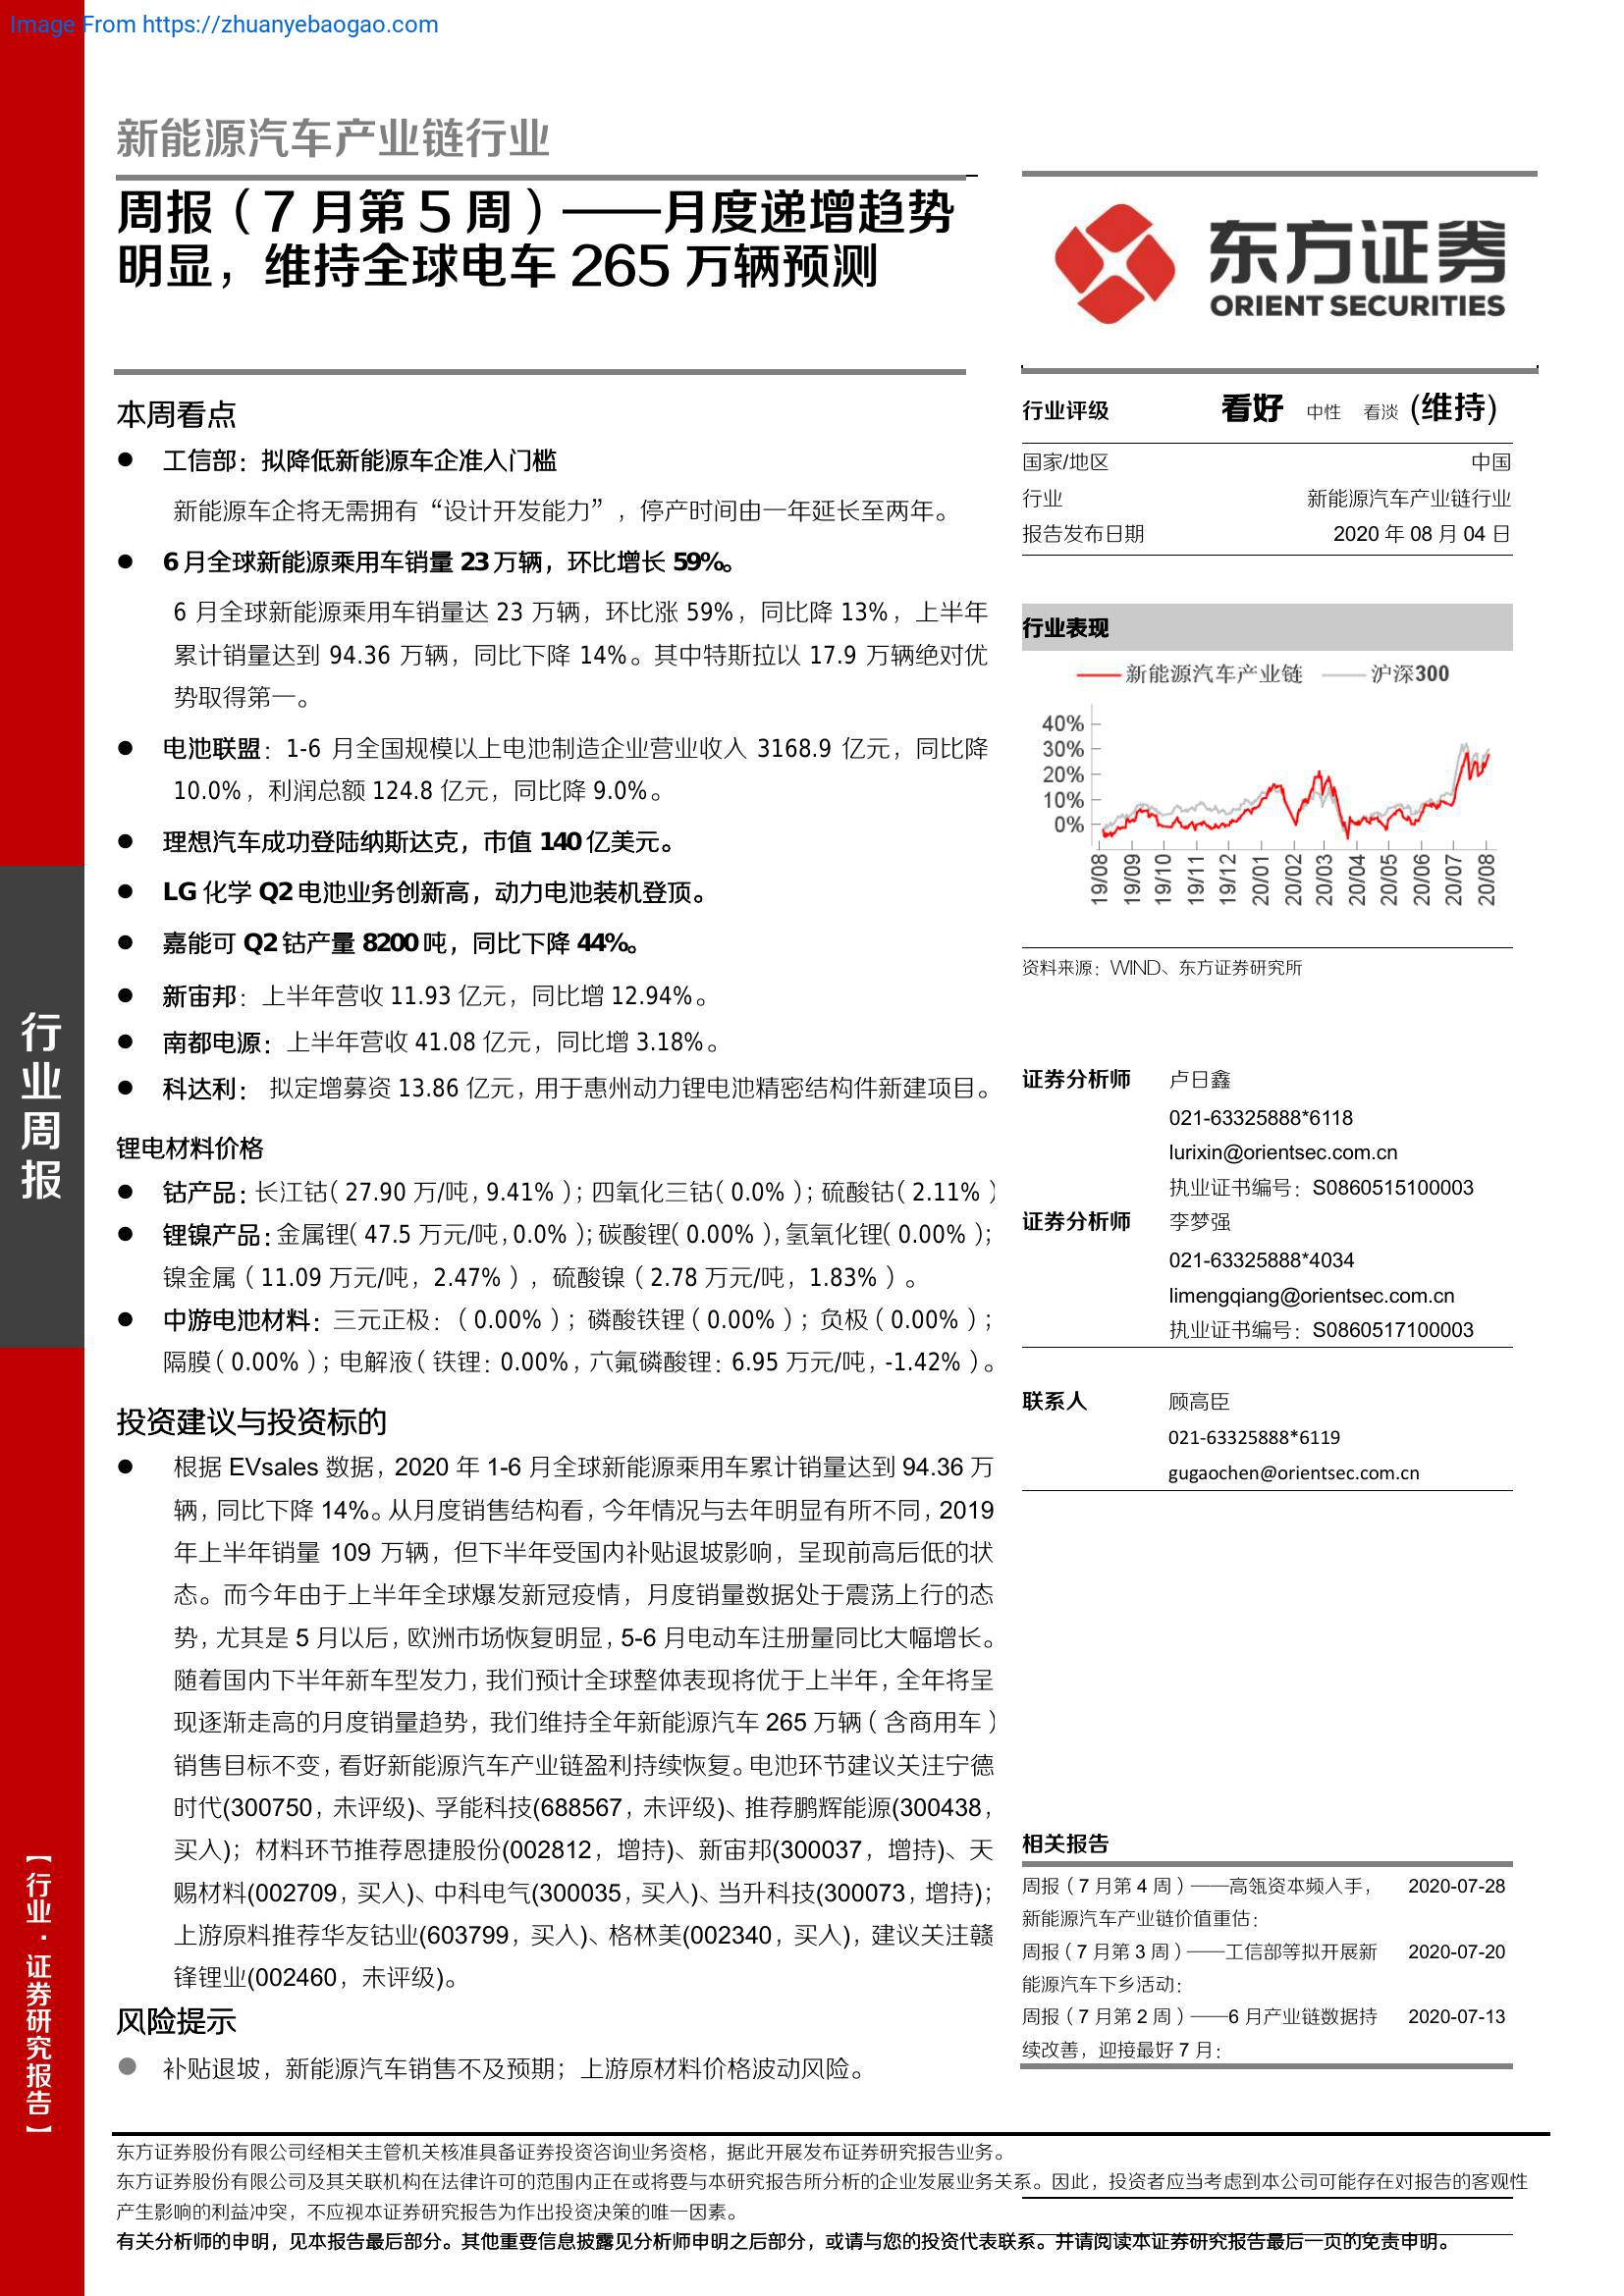 Image From https://zhuanyebaogao.com
新能源汽车产业链行业
周报（7 月第 5 周）——月度递增趋势
明显，维持全球电车 265 万辆预测
东方证券
ORIENT SECURITIES
本周看点
● 工信部：拟降低新能源车企准入门槛
新能源车企将无需拥有“设计开发能力”，停产时间由一年延长至两年。
● 6 月全球新能源乘用车销量 23 万辆，环比增长 59%。
6 月全球新能源乘用车销量达 23 万辆，环比涨 59%，同比降 13%，上半年
累计销量达到 94.36 万辆，同比下降 14%。其中特斯拉以 17.9 万辆绝对优
势取得第一。
● 电池联盟：1-6 月全国规模以上电池制造企业营业收入 3168.9 亿元，同比降
10.0%，利润总额 124.8 亿元，同比降 9.0%。
● 理想汽车成功登陆纳斯达克，市值 140 亿美元。
● LG 化学 Q2 电池业务创新高，动力电池装机登顶。
● 嘉能可 Q2 钴产量 8200 吨，同比下降 44%。
● 新宙邦：上半年营收 11.93 亿元，同比增 12.94%。
● 南都电源：上半年营收 41.08 亿元，同比增 3.18%。
● 科达利： 拟定增募资 13.86 亿元，用于惠州动力锂电池精密结构件新建项目。
锂电材料价格
● 钴产品：长江钴（27.90 万/吨，9.41%）；四氧化三钴（0.0%）；硫酸钴（2.11%）
● 锂镍产品：金属锂（47.5 万元/吨，0.0%）；碳酸锂（0.00%），氢氧化锂（0.00%）；
镍金属（11.09 万元/吨，2.47%），硫酸镍（2.78 万元/吨，1.83%）。
● 中游电池材料：三元正极：（0.00%）；磷酸铁锂（0.00%）；负极（0.00%）；
隔膜（0.00%）；电解液（铁锂：0.00%，六氟磷酸锂：6.95 万元/吨，-1.42%）。
投资建议与投资标的
● 根据 EVsales 数据，2020 年 1-6 月全球新能源乘用车累计销量达到 94.36 万
辆，同比下降 14%。从月度销售结构看，今年情况与去年明显有所不同，2019
年上半年销量 109 万辆，但下半年受国内补贴退坡影响，呈现前高后低的状
态。而今年由于上半年全球爆发新冠疫情，月度销量数据处于震荡上行的态
势，尤其是 5 月以后，欧洲市场恢复明显，5-6 月电动车注册量同比大幅增长。
随着国内下半年新车型发力，我们预计全球整体表现将优于上半年，全年将呈
现逐渐走高的月度销量趋势，我们维持全年新能源汽车 265 万辆（含商用车）
销售目标不变，看好新能源汽车产业链盈利持续恢复。电池环节建议关注宁德
时代(300750，未评级)、孚能科技(688567，未评级)、推荐鹏辉能源(300438，
买入)；材料环节推荐恩捷股份(002812，增持)、新宙邦(300037，增持)、天
赐材料(002709，买入)、中科电气(300035，买入)、当升科技(300073，增持)；
上游原料推荐华友钴业(603799，买入)、格林美(002340，买入)，建议关注赣
锋锂业(002460，未评级)。
风险提示
● 补贴退坡，新能源汽车销售不及预期；上游原材料价格波动风险。
行业评级 看好 中性 看淡 (维持)
国家/地区 中国
行业 新能源汽车产业链行业
报告发布日期 2020 年 08 月 04 日
行业表现
新能源汽车产业链 沪深300
40%
30%
20%
10%
0%
19/08 19/09 19/10 19/11 19/12 20/01 20/02 20/03 20/04 20/05 20/06 20/07 20/08
资料来源：WIND、东方证券研究所
证券分析师 卢日鑫
021-63325888*6118
lurixin@orientsec.com.cn
执业证书编号：S0860515100003
证券分析师 李梦强
021-63325888*4034
limengqiang@orientsec.com.cn
执业证书编号：S0860517100003
联系人 顾高臣
021-63325888*6119
gugaochen@orientsec.com.cn
相关报告
周报（7 月第 4 周）——高瓴资本频入手， 2020-07-28
新能源汽车产业链价值重估：
周报（7 月第 3 周）——工信部等拟开展新 2020-07-20
能源汽车下乡活动：
周报（7 月第 2 周）——6 月产业链数据持 2020-07-13
续改善，迎接最好 7 月：
行业周报
【行业·证券研究报告】
东方证券股份有限公司经相关主管机关核准具备证券投资咨询业务资格，据此开展发布证券研究报告业务。
东方证券股份有限公司及其关联机构在法律许可的范围内正在或将要与本研究报告所分析的企业发展业务关系。因此，投资者应当考虑到本公司可能存在对报告的客观性
产生影响的利益冲突，不应视本证券研究报告为作出投资决策的唯一因素。
有关分析师的申明，见本报告最后部分。其他重要信息披露见分析师申明之后部分，或请与您的投资代表联系。并请阅读本证券研究报告最后一页的免责申明。